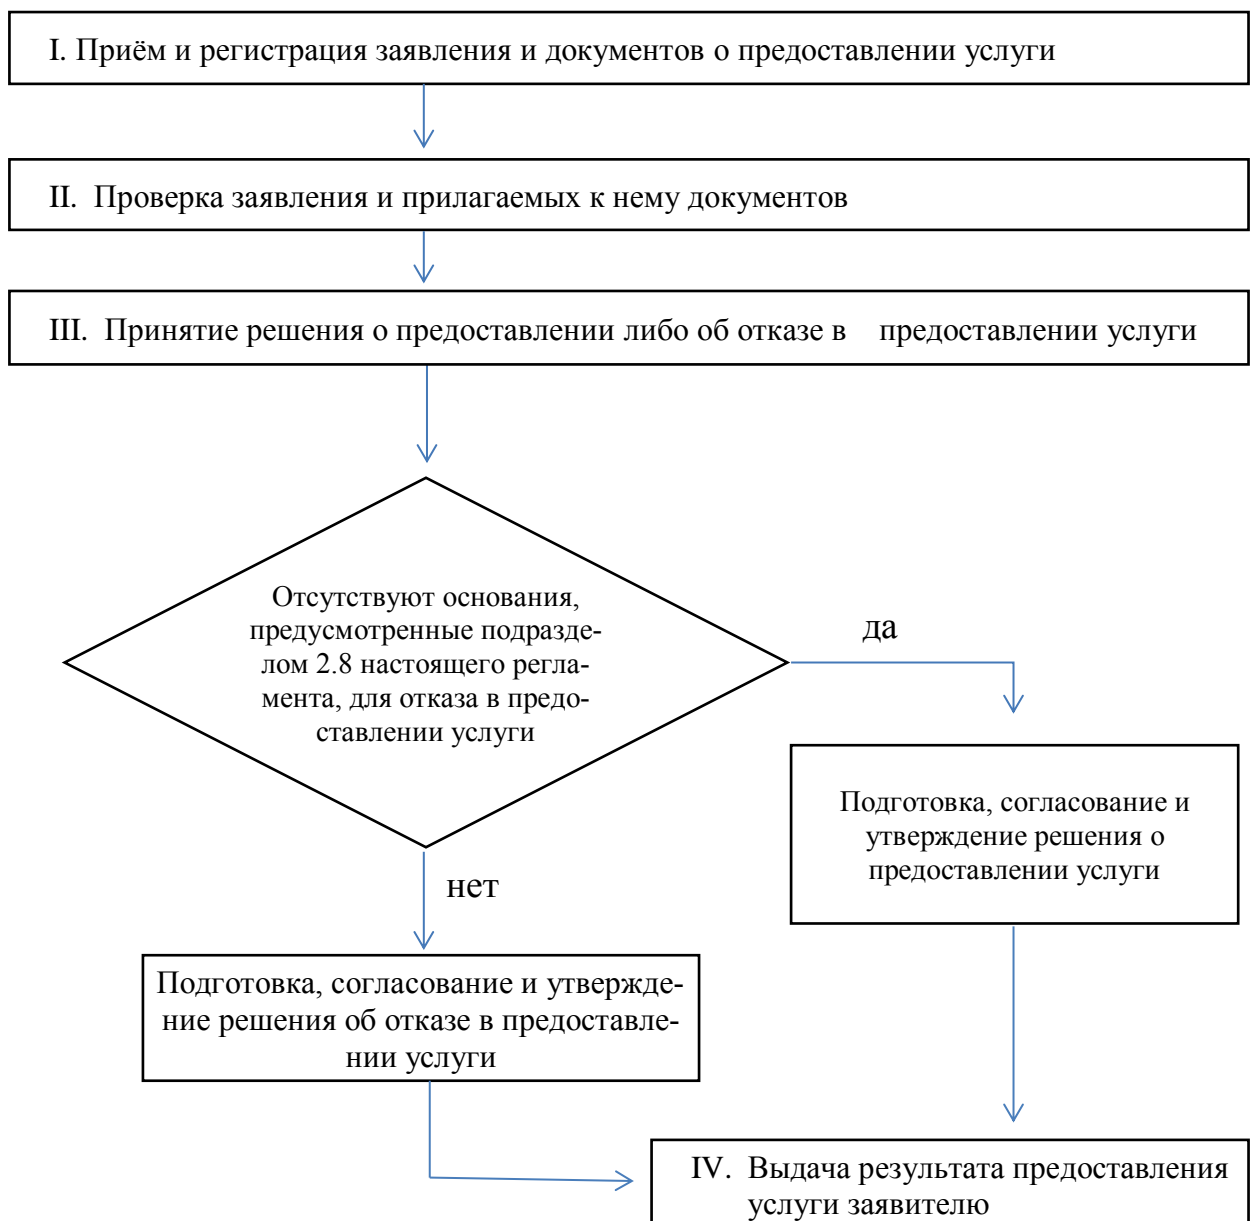 I. Приём и регистрация заявления и документов о предоставлении услуги
II. Проверка заявления и прилагаемых к нему документов
III. Принятие решения о предоставлении либо об отказе в предоставлении услуги
Отсутствуют основания,
предусмотренные подразде-
лом 2.8 настоящего регла-
мента, для отказа в предо-
ставлении услуги
да
Подготовка, согласование и
утверждение решения о
предоставлении услуги
нет
Подготовка, согласование и утвержде-
ние решения об отказе в предоставле-
нии услуги
IV. Выдача результата предоставления
услуги заявителю